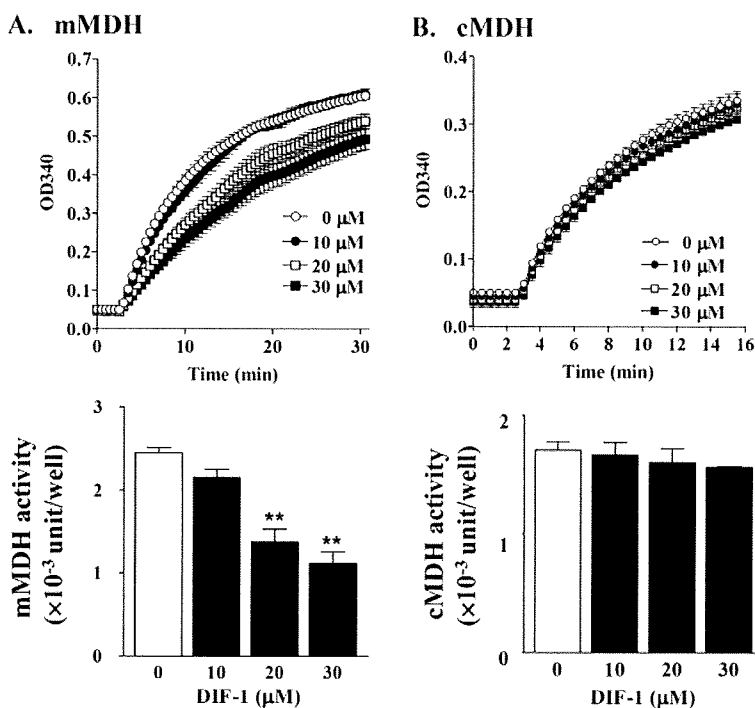 A. mMDH
OD340
0.7
0.6
0.5
0.4
0.3
0.2
0.1
0.0
0 μM
10 μM
20 μM
30 μM
0 10 20 30
Time (min)
B. cMDH
OD340
0.4
0.3
0.2
0.1
0.0
0 μM
10 μM
20 μM
30 μM
0 2 4 6 8 10 12 14 16
Time (min)
mMDH activity
(×10⁻³ unit/well)
3
2
1
0
**
**
0 10 20 30
DIF-1 (μM)
cMDH activity
(×10⁻³ unit/well)
2
1
0
0 10 20 30
DIF-1 (μM)